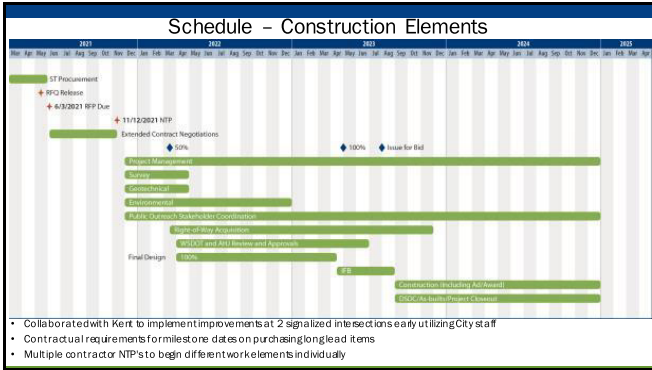 Schedule – Construction Elements
2021 2022 2023 2024 2025
Mar Apr May Jun Jul Aug Sep Oct Nov Dec Jan Feb Mar Apr May Jun Jul Aug Sep Oct Nov Dec Jan Feb Mar Apr May Jun Jul Aug Sep Oct Nov Dec Jan Feb Mar Apr May Jun Jul Aug Sep Oct Nov Dec Jan Feb Mar Apr
ST Procurement
RFQ Release
6/3/2021 RFP Due
11/12/2021 NTP
Extended Contract Negotiations
50% 100% Issue for Bid
Project Management
Survey
Geotechnical
Environmental
Public Outreach Stakeholder Coordination
Right-of-Way Acquisition
WSDOT and AHJ Review and Approvals
Final Design 100%
IFB
Construction (Including Ad/Award)
DSDC/As-builts/Project Closeout
• Collaborated with Kent to implement improvements at 2 signalized intersections early utilizing City staff
• Contractual requirements for milestone dates on purchasing long lead items
• Multiple contractor NTP's to begin different work elements individually